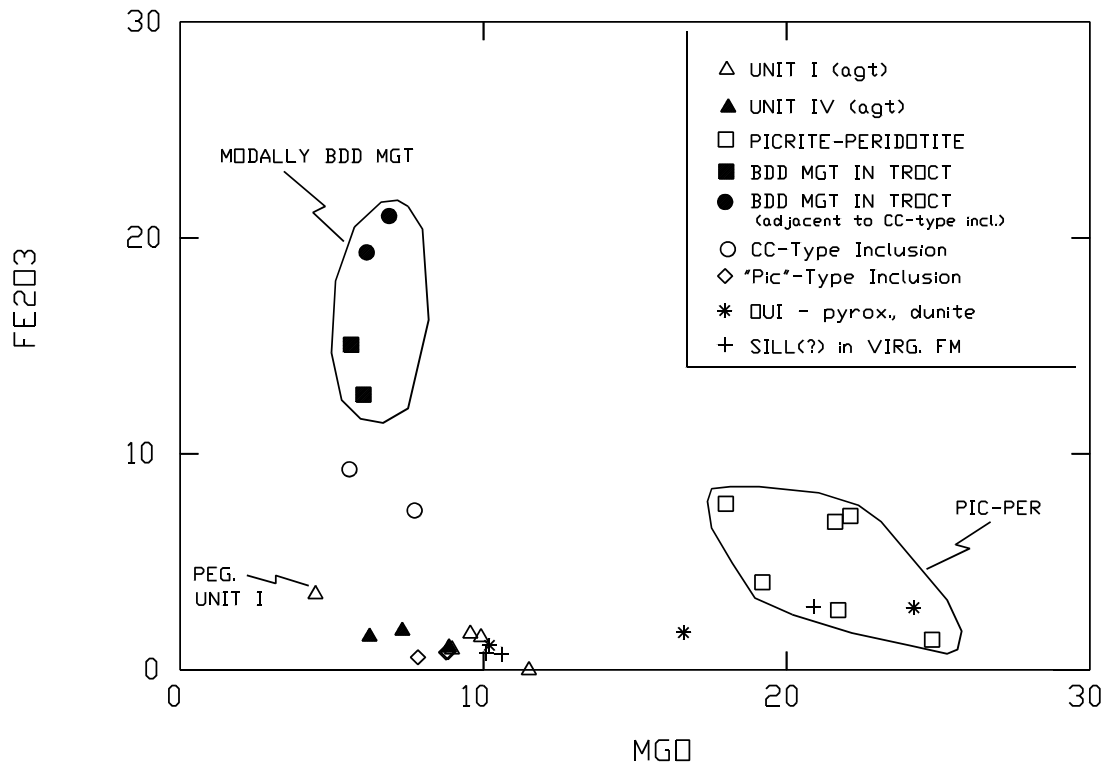 30
UNIT I (agt)
UNIT IV (agt)
PICRITE-PERIDOTITE
BDD MGT IN TROCT
BDD MGT IN TROCT
(adjacent to CC-type incl.)
CC-Type Inclusion
"Pic"-Type Inclusion
OUI - pyrox., dunite
SILL(?) in VIRG. FM
MODALLY BDD MGT
20
FE2O3
10
PIC-PER
PEG.
UNIT I
0
0
10
20
30
MGO